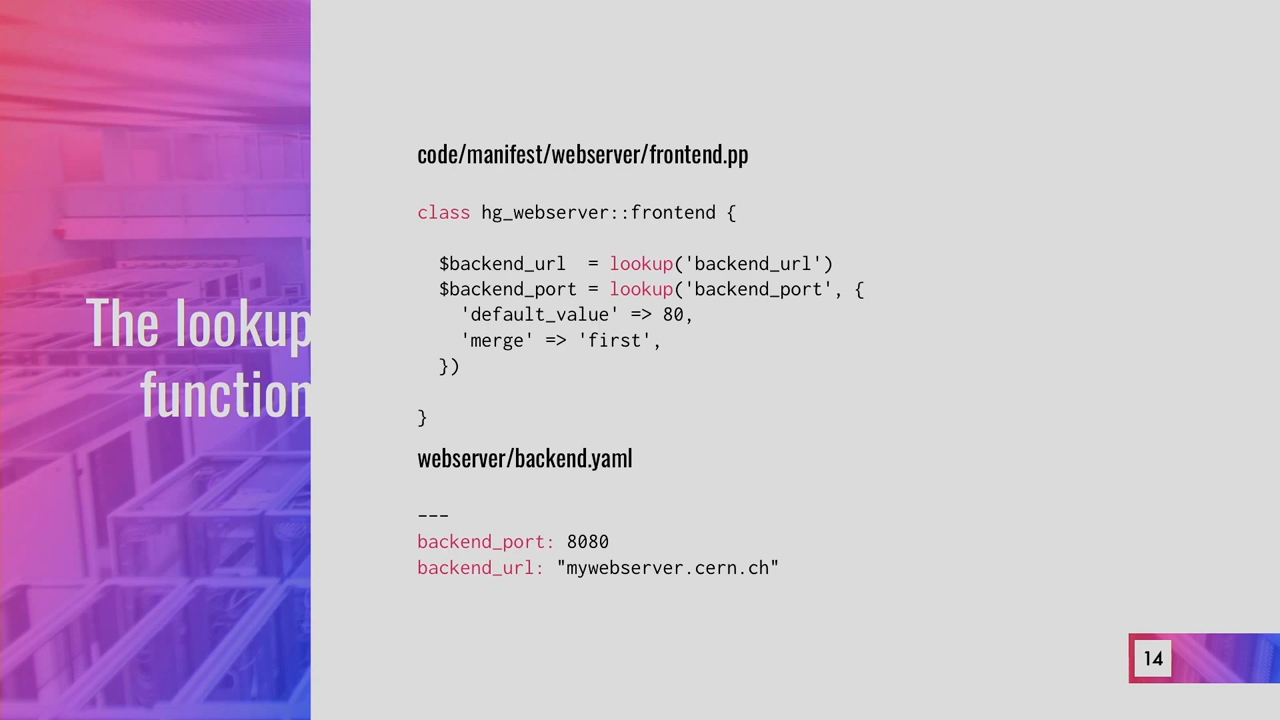 The lookup
function
code/manifest/webserver/frontend.pp
class hg_webserver::frontend {
$backend_url  = lookup('backend_url')
$backend_port = lookup('backend_port', {
'default_value' => 80,
'merge' => 'first',
})
}
webserver/backend.yaml
---
backend_port: 8080
backend_url: "mywebserver.cern.ch"
14